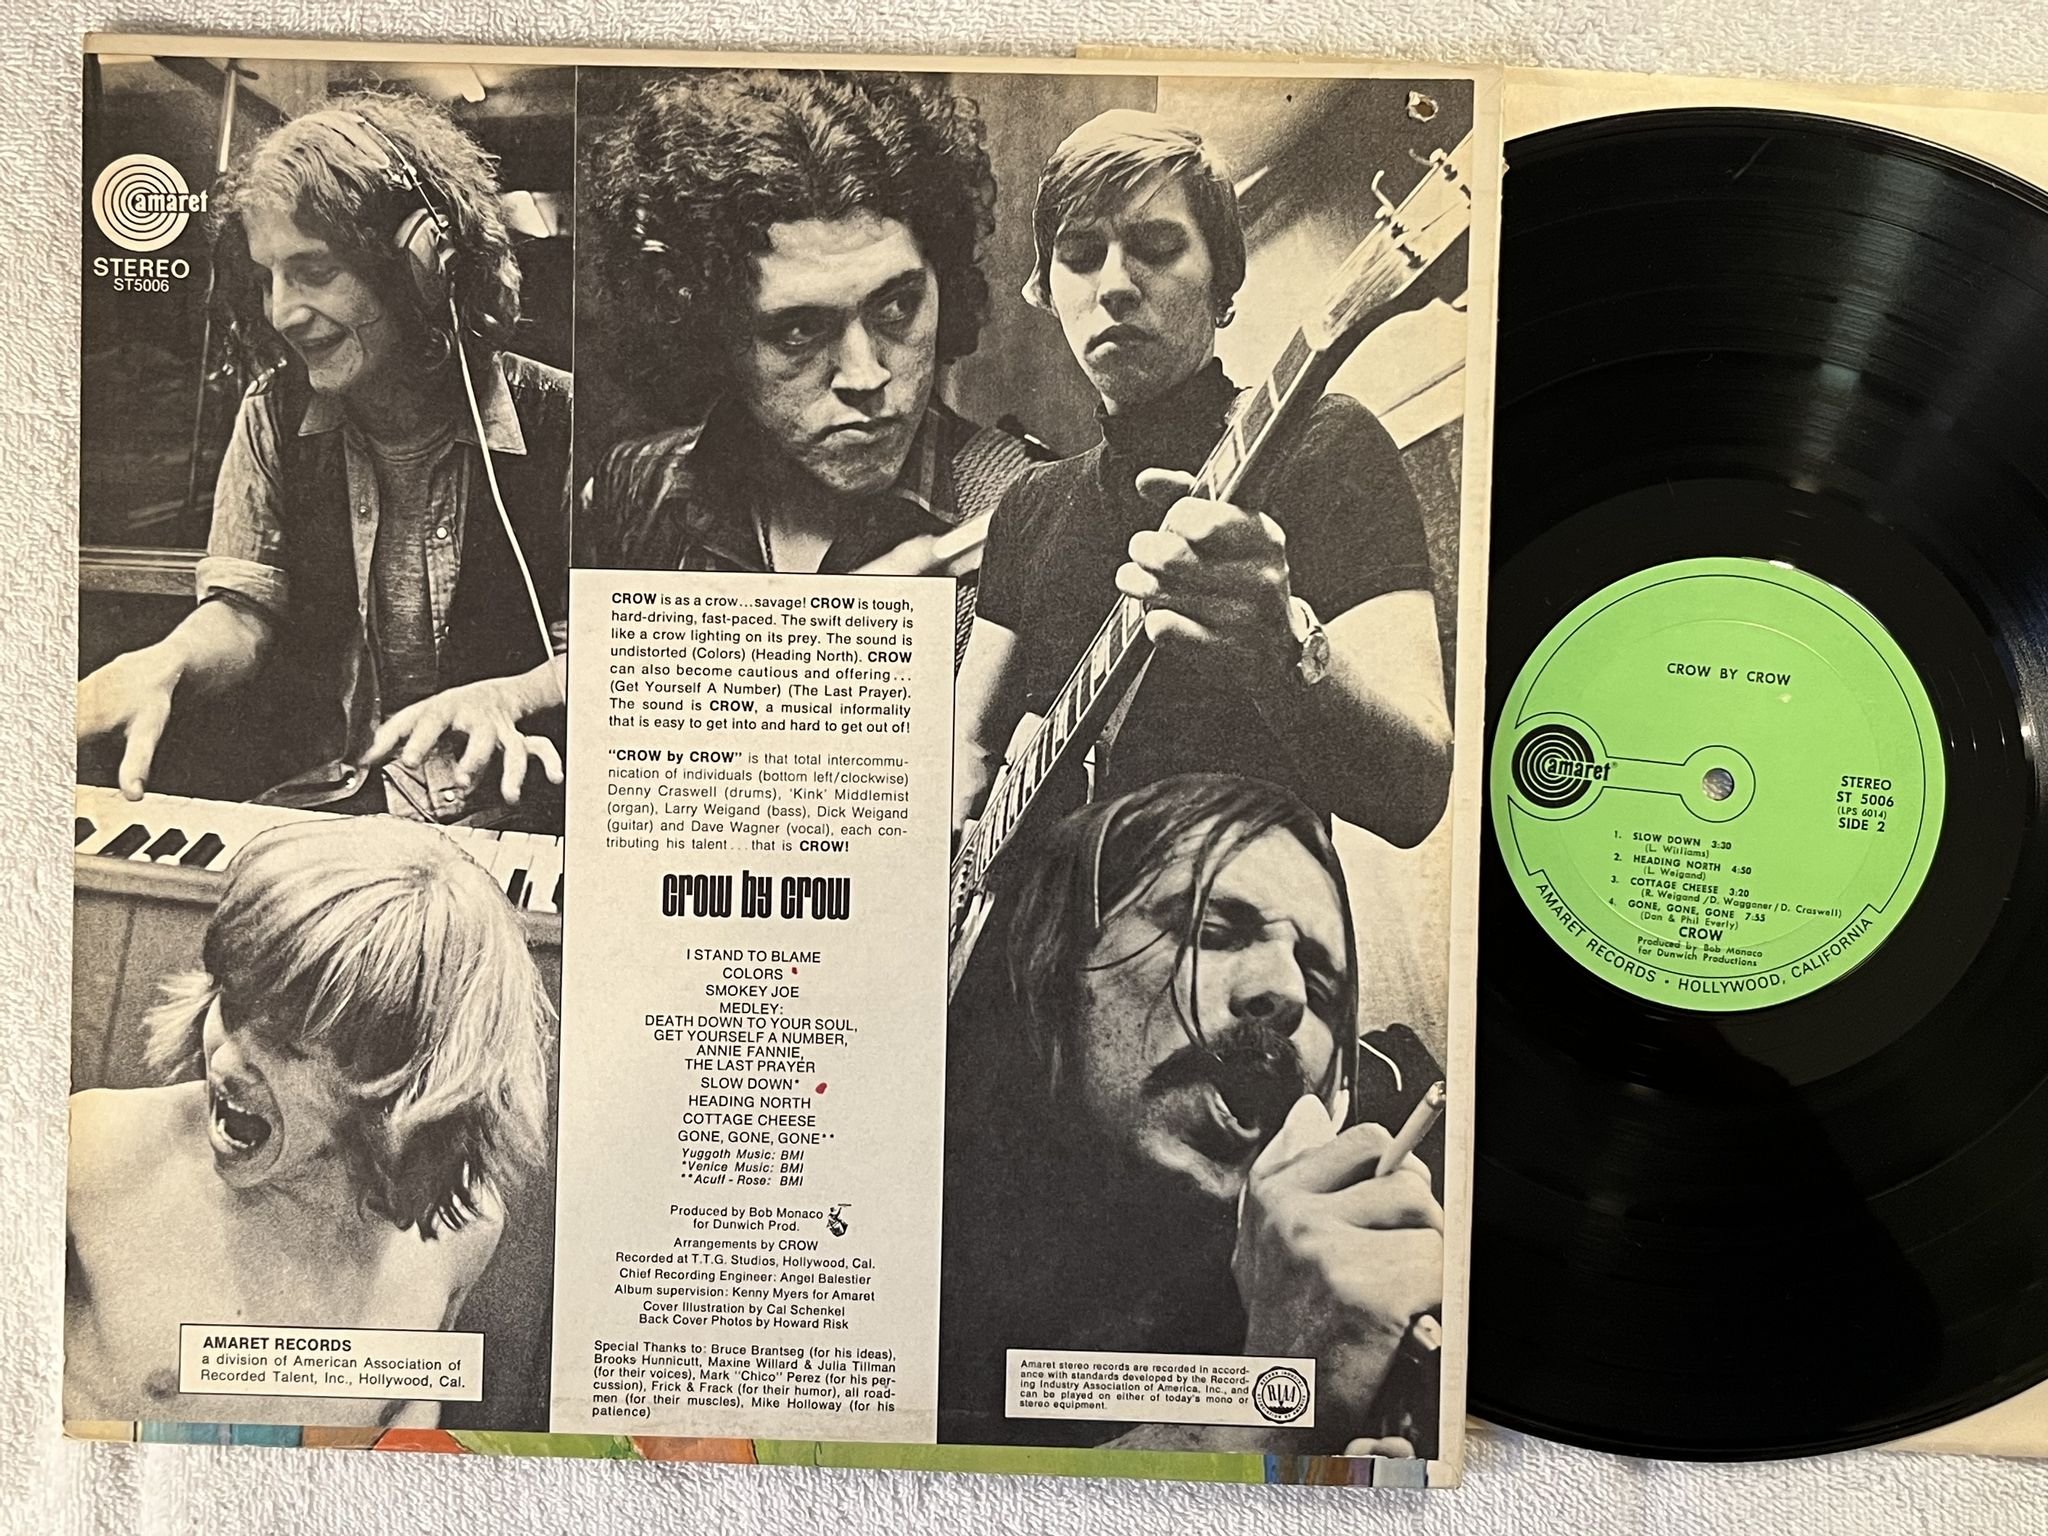 amaret
STEREO
ST5006
CROW is as a crow...savage! CROW is tough,
hard-driving, fast-paced. The swift delivery is
like a crow lighting on its prey. The sound is
undistorted (Colors) (Heading North). CROW
can also become cautious and offering...
(Get Yourself A Number) (The Last Prayer).
The sound is CROW, a musical informality
that is easy to get into and hard to get out of!
"CROW by CROW" is that total intercommu-
nication of individuals (bottom left/clockwise)
Denny Craswell (drums), 'Kink' Middlemist
(organ), Larry Weigand (bass), Dick Weigand
(guitar) and Dave Wagner (vocal), each con-
tributing his talent...that is CROW!
crow by crow
I STAND TO BLAME
COLORS
SMOKEY JOE
MEDLEY:
DEATH DOWN TO YOUR SOUL,
GET YOURSELF A NUMBER,
ANNIE FANNIE,
THE LAST PRAYER
SLOW DOWN*
HEADING NORTH
COTTAGE CHEESE
GONE, GONE, GONE**
Yuggoth Music: BMI
*Venice Music: BMI
**Acuff-Rose: BMI
Produced by Bob Monaco
for Dunwich Prod.
Arrangements by CROW
Recorded at T.T.G. Studios, Hollywood, Cal.
Chief Recording Engineer: Angel Balestier
Album supervision: Kenny Myers for Amaret
Cover Illustration by Cal Schenkel
Back Cover Photos by Howard Risk
Special Thanks to: Bruce Brantseg (for his ideas),
Brooks Hunnicutt, Maxine Willard & Julia Tillman
(for their voices), Mark "Chico" Perez (for his per-
cussion), Frick & Frack (for their humor), all road-
men (for their muscles), Mike Holloway (for his
patience)
AMARET RECORDS
a division of American Association of
Recorded Talent, Inc., Hollywood, Cal.
Amaret stereo records are recorded in accord-
ance with standards developed by the Record-
ing Industry Association of America, Inc., and
can be played on either of today's mono or
stereo equipment.
RIAA
CROW BY CROW
amaret®
STEREO
ST 5006
(LPS 6014)
SIDE 2
1. SLOW DOWN 3:30
(L. Williams)
2. HEADING NORTH 4:50
(L. Weigand)
3. COTTAGE CHEESE 3:20
(R. Weigand/D. Waggoner/D. Craswell)
4. GONE, GONE, GONE 7:55
(Don & Phil Everly)
CROW
Produced by Bob Monaco
for Dunwich Productions
AMARET RECORDS • HOLLYWOOD, CALIFORNIA